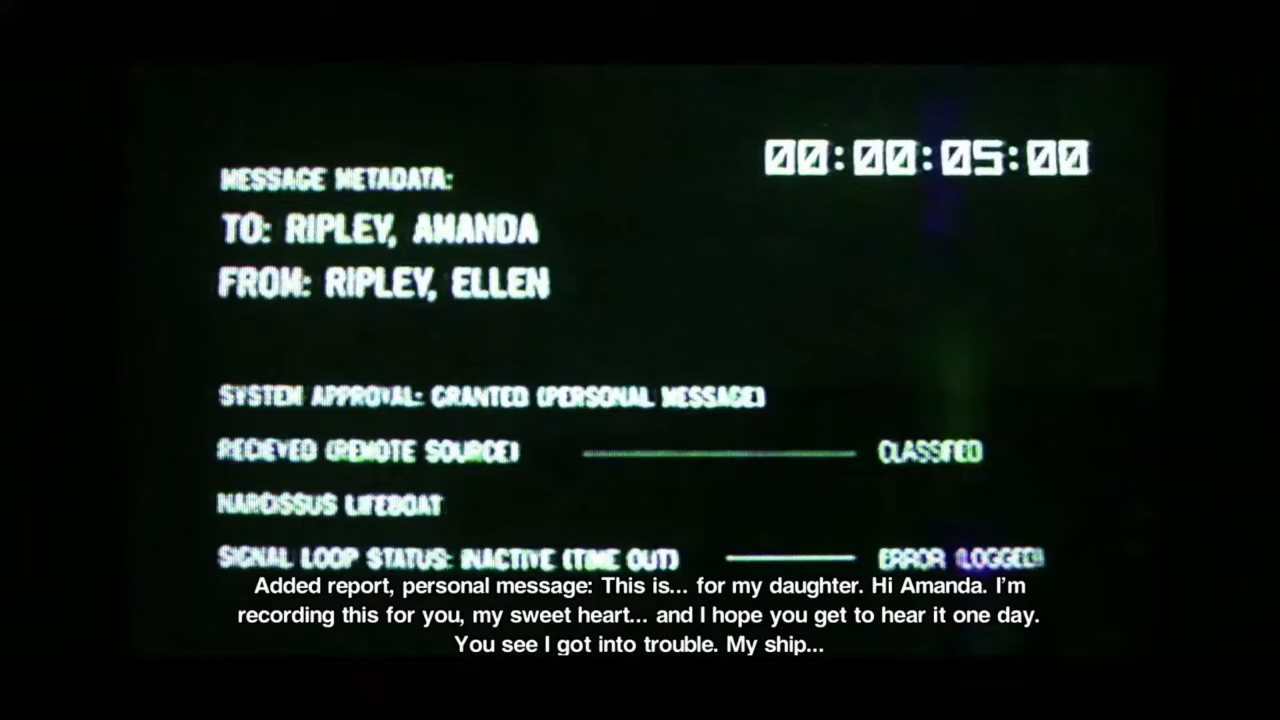 00:00:05:00
MESSAGE METADATA:
TO: RIPLEY, AMANDA
FROM: RIPLEY, ELLEN
SYSTEM APPROVAL: GRANTED (PERSONAL MESSAGE)
RECIEVED (REMOTE SOURCE) CLASSIFIED
NARCISSUS LIFEBOAT
SIGNAL LOOP STATUS: INACTIVE (TIME OUT) ERROR (LOGGED)
Added report, personal message: This is... for my daughter. Hi Amanda. I'm
recording this for you, my sweet heart... and I hope you get to hear it one day.
You see I got into trouble. My ship...